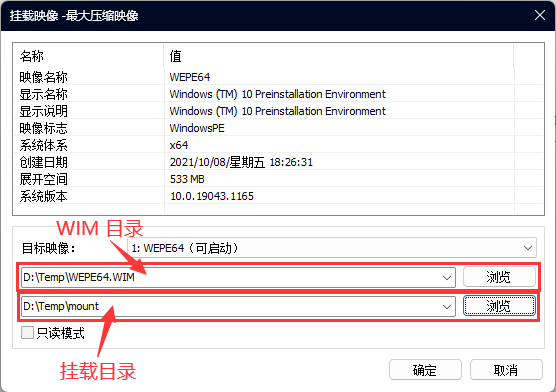 挂载映像 -最大压缩映像
名称 值
映像名称 WEPE64
显示名称 Windows (TM) 10 Preinstallation Environment
显示说明 Windows (TM) 10 Preinstallation Environment
映像标志 WindowsPE
系统体系 x64
创建日期 2021/10/08/星期五 18:26:31
展开空间 533 MB
系统版本 10.0.19043.1165
WIM 目录
目标映像: 1: WEPE64（可启动）
D:\Temp\WEPE64.WIM 浏览
D:\Temp\mount 浏览
只读模式
挂载目录
确定 取消